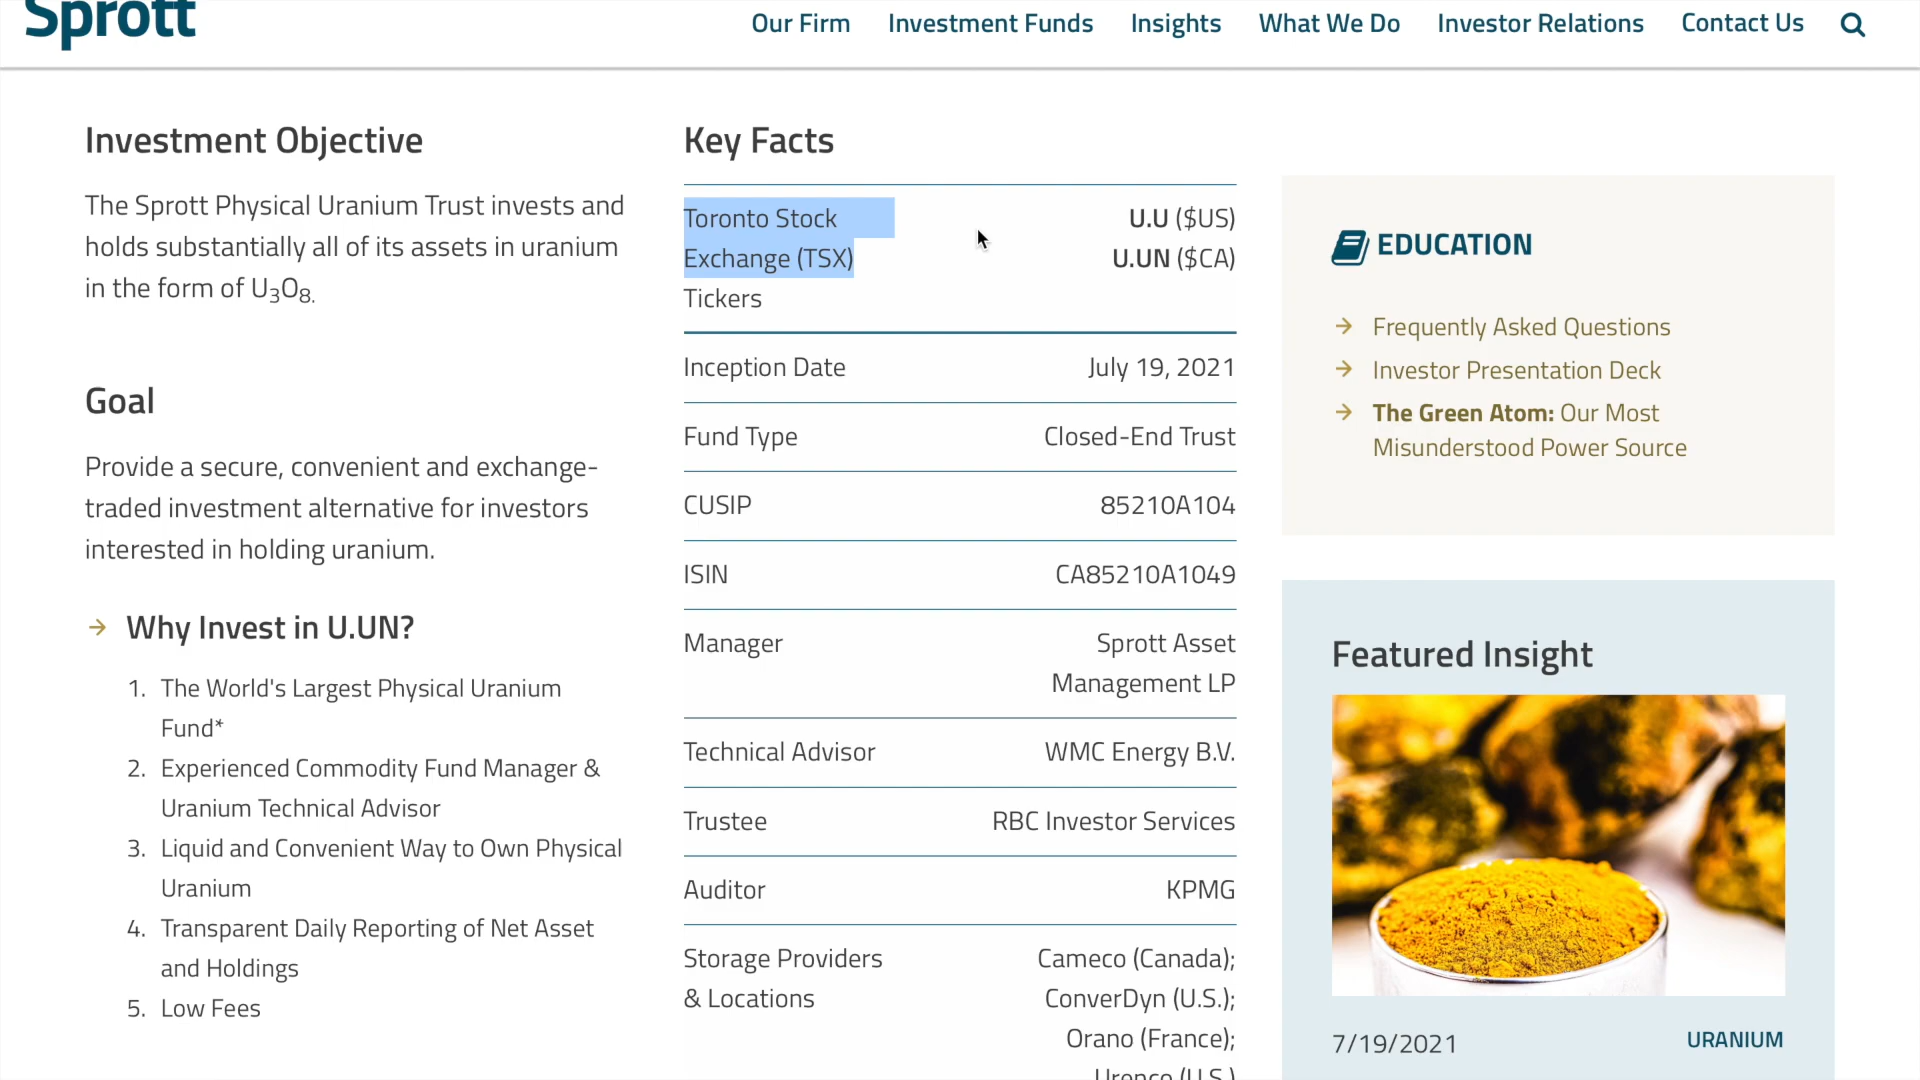 Sprott
Our Firm Investment Funds Insights What We Do Investor Relations Contact Us
Investment Objective
The Sprott Physical Uranium Trust invests and
holds substantially all of its assets in uranium
in the form of U3O8.
Goal
Provide a secure, convenient and exchange-
traded investment alternative for investors
interested in holding uranium.
Why Invest in U.UN?
1. The World's Largest Physical Uranium
Fund*
2. Experienced Commodity Fund Manager &
Uranium Technical Advisor
3. Liquid and Convenient Way to Own Physical
Uranium
4. Transparent Daily Reporting of Net Asset
and Holdings
5. Low Fees
Key Facts
Toronto Stock U.U ($US)
Exchange (TSX) U.UN ($CA)
Tickers
Inception Date July 19, 2021
Fund Type Closed-End Trust
CUSIP 85210A104
ISIN CA85210A1049
Manager Sprott Asset
Management LP
Technical Advisor WMC Energy B.V.
Trustee RBC Investor Services
Auditor KPMG
Storage Providers Cameco (Canada);
& Locations ConverDyn (U.S.);
Orano (France);
Urenco (U.S.)
EDUCATION
Frequently Asked Questions
Investor Presentation Deck
The Green Atom: Our Most
Misunderstood Power Source
Featured Insight
7/19/2021 URANIUM